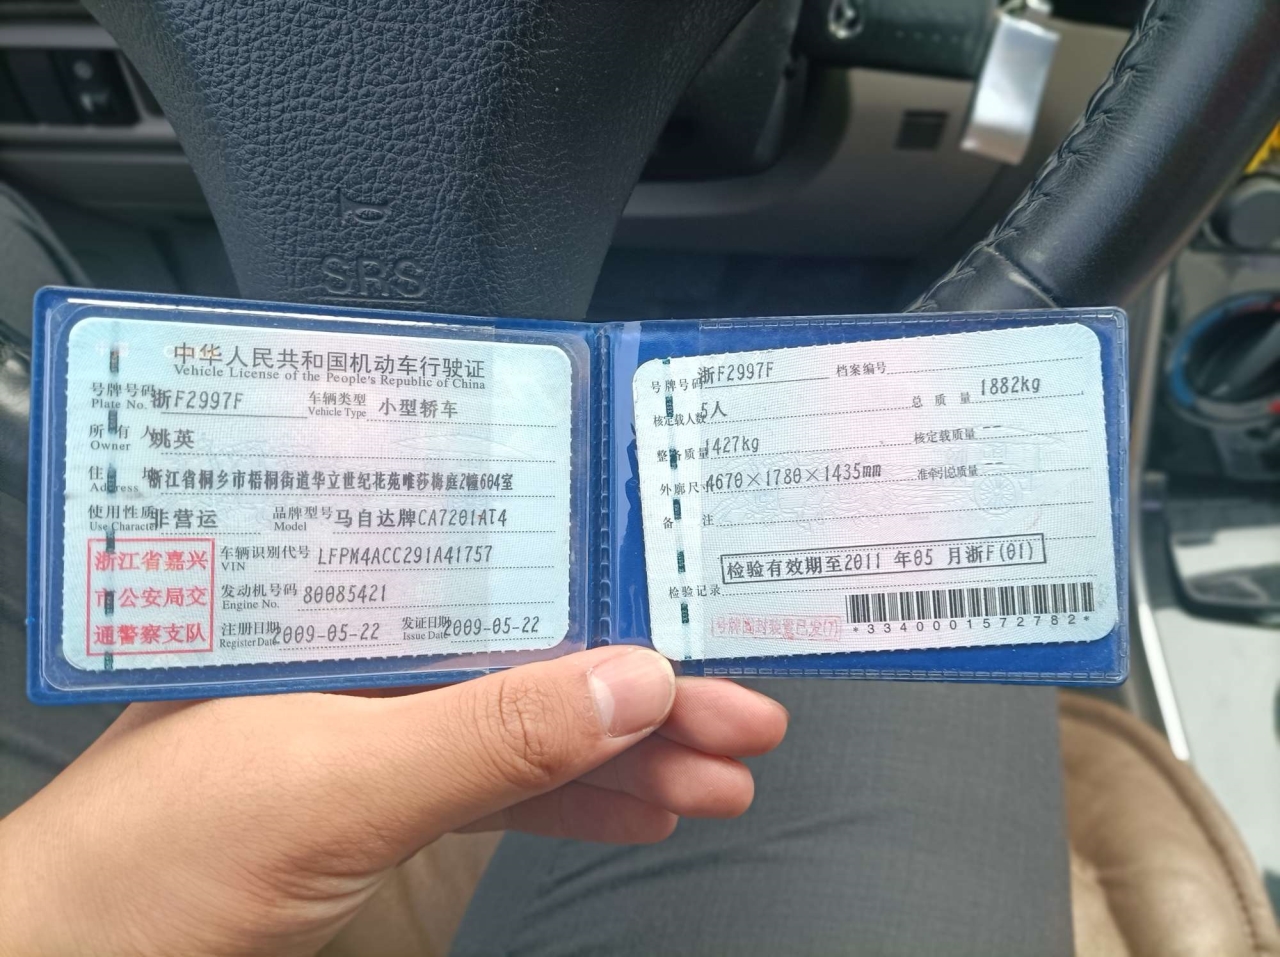 SRS
中华人民共和国机动车行驶证
Vehicle License of the People's Republic of China
号牌号码 浙F2997F 车辆类型 小型轿车
Plate No. Vehicle Type
所有人 姚英
Owner
住址 浙江省桐乡市梧桐街道华立世纪花苑唯莎梅庭2幢604室
Address
使用性质 非营运 品牌型号 马自达牌CA7201AT4
Use Character Model
浙江省嘉兴
市公安局交
通警察支队
车辆识别代号 LFPM4ACC291A41757
VIN
发动机号码 80085421
Engine No.
注册日期 2009-05-22 发证日期 2009-05-22
Register Date Issue Date
号牌号码 浙F2997F 档案编号
核定载人数 5人 总质量 1882kg
整备质量 1427kg 核定载质量 --
外廓尺寸 4670×1780×1435mm 准牵引总质量 --
备注
检验有效期至2011 年05 月浙F(01)
检验记录
号牌固封装置已发(7)
*3340001572782*